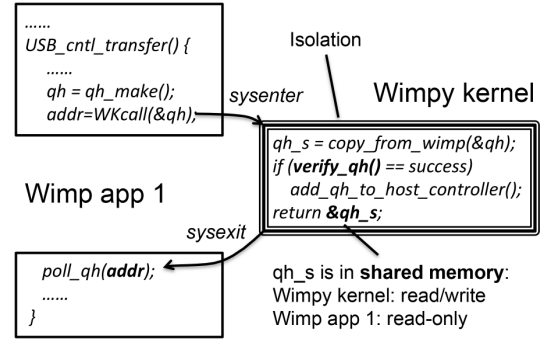 ......
USB_cntl_transfer() {
......
qh = qh_make();
addr=WKcall(&qh);
sysenter
Isolation
Wimpy kernel
qh_s = copy_from_wimp(&qh);
if (verify_qh() == success)
add_qh_to_host_controller();
return &qh_s;
Wimp app 1
sysexit
poll_qh(addr);
......
}
qh_s is in shared memory:
Wimpy kernel: read/write
Wimp app 1: read-only